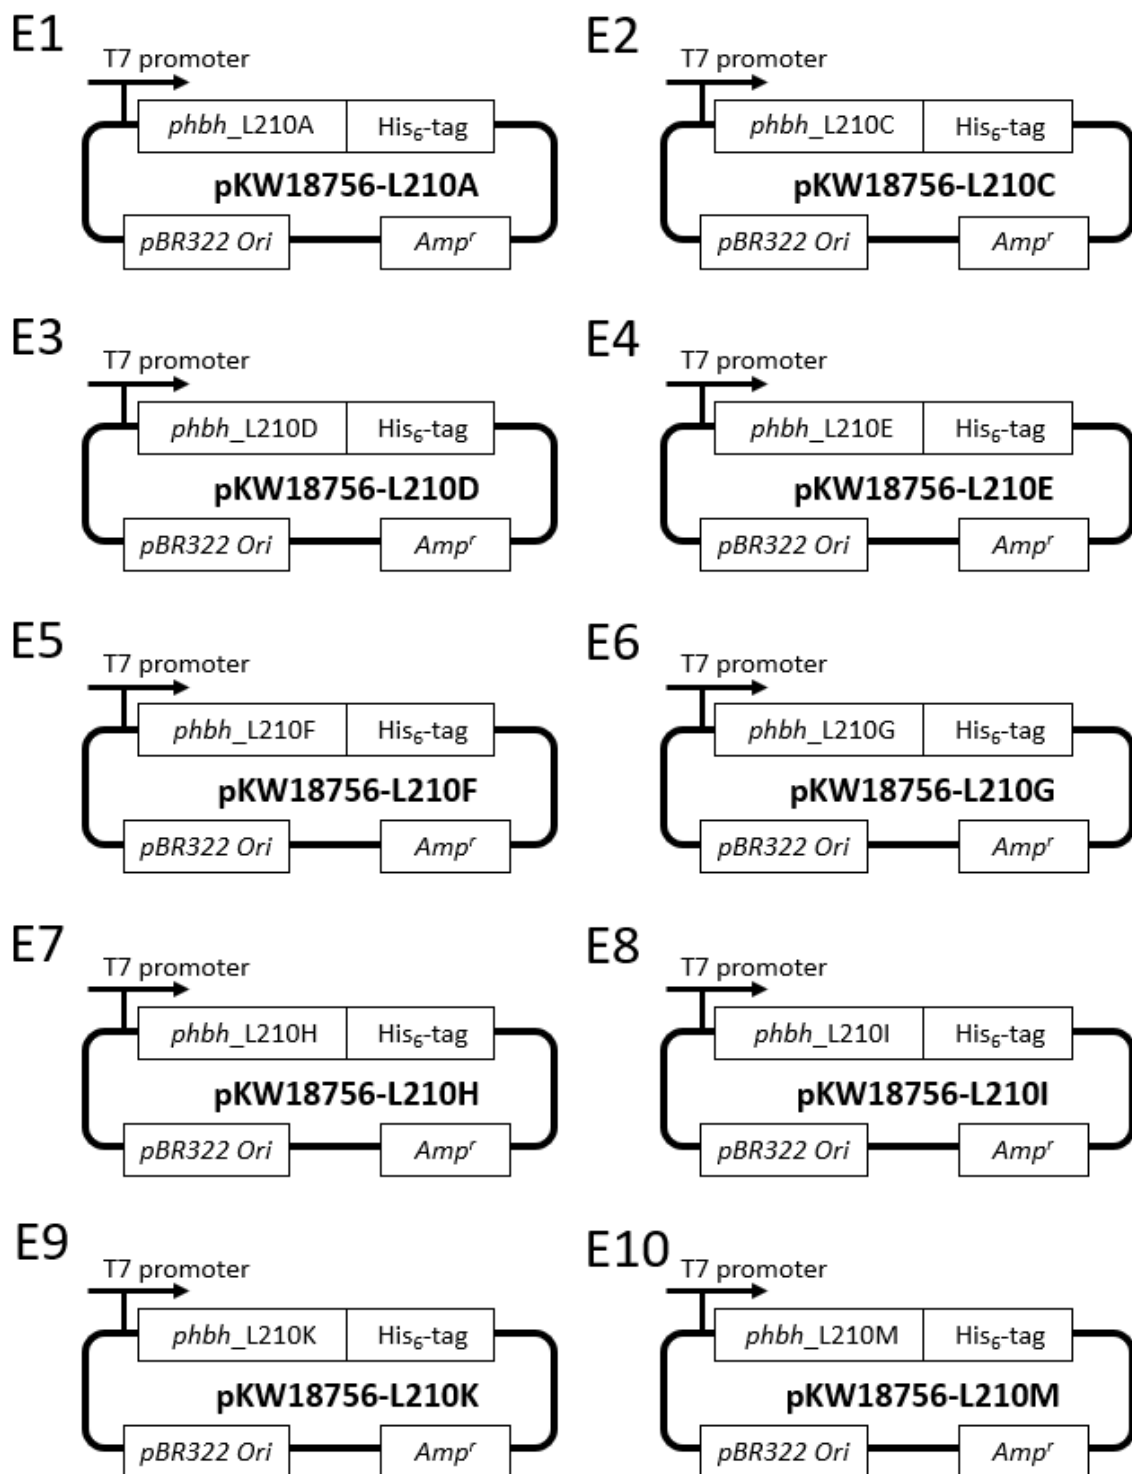 E1
T7 promoter
phbh_L210A His₆-tag
pKW18756-L210A
pBR322 Ori Ampʳ
E2
T7 promoter
phbh_L210C His₆-tag
pKW18756-L210C
pBR322 Ori Ampʳ
E3
T7 promoter
phbh_L210D His₆-tag
pKW18756-L210D
pBR322 Ori Ampʳ
E4
T7 promoter
phbh_L210E His₆-tag
pKW18756-L210E
pBR322 Ori Ampʳ
E5
T7 promoter
phbh_L210F His₆-tag
pKW18756-L210F
pBR322 Ori Ampʳ
E6
T7 promoter
phbh_L210G His₆-tag
pKW18756-L210G
pBR322 Ori Ampʳ
E7
T7 promoter
phbh_L210H His₆-tag
pKW18756-L210H
pBR322 Ori Ampʳ
E8
T7 promoter
phbh_L210I His₆-tag
pKW18756-L210I
pBR322 Ori Ampʳ
E9
T7 promoter
phbh_L210K His₆-tag
pKW18756-L210K
pBR322 Ori Ampʳ
E10
T7 promoter
phbh_L210M His₆-tag
pKW18756-L210M
pBR322 Ori Ampʳ